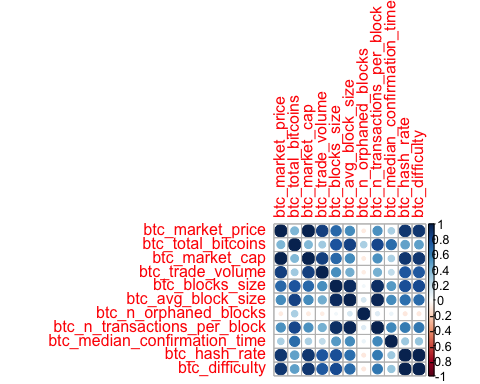 btc_market_price
btc_total_bitcoins
btc_market_cap
btc_trade_volume
btc_blocks_size
btc_avg_block_size
btc_n_orphaned_blocks
btc_n_transactions_per_block
btc_median_confirmation_time
btc_hash_rate
btc_difficulty
btc_market_price
btc_total_bitcoins
btc_market_cap
btc_trade_volume
btc_blocks_size
btc_avg_block_size
btc_n_orphaned_blocks
btc_n_transactions_per_block
btc_median_confirmation_time
btc_hash_rate
btc_difficulty
1
0.8
0.6
0.4
0.2
0
-0.2
-0.4
-0.6
-0.8
-1